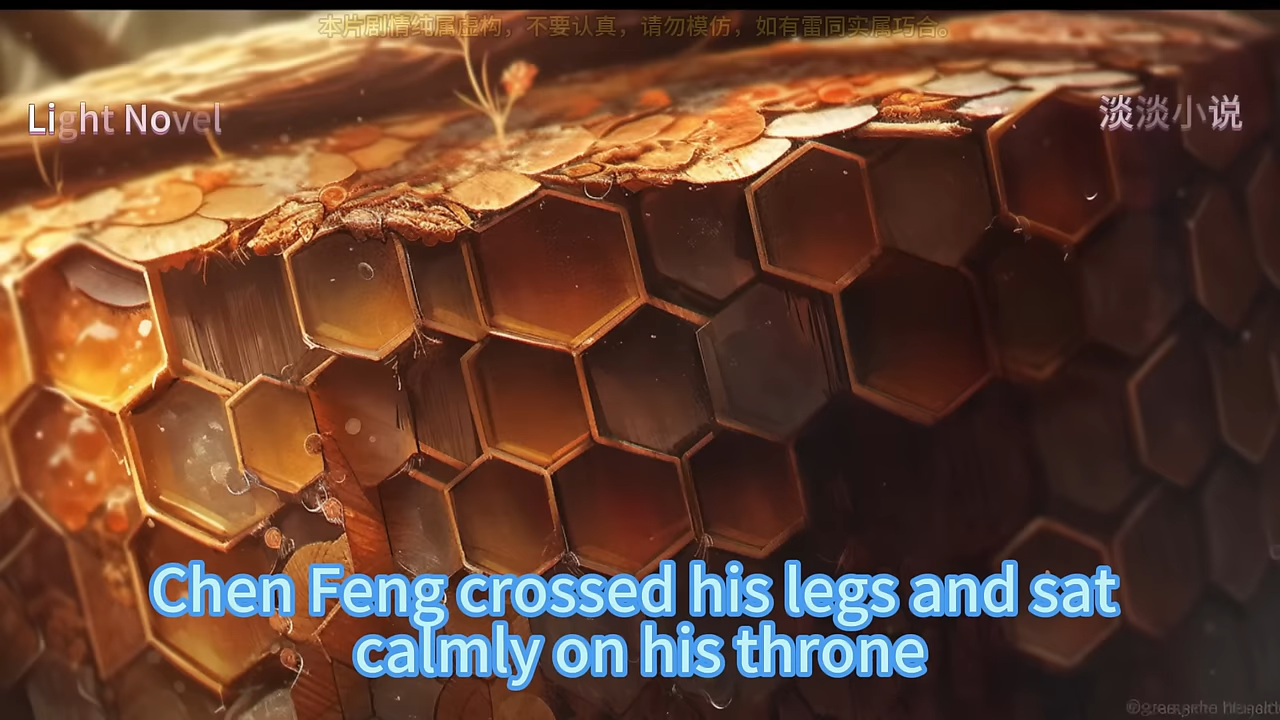 本片剧情纯属虚构，不要认真，请勿模仿，如有雷同实属巧合。
Light Novel
淡淡小说
Chen Feng crossed his legs and sat
calmly on his throne